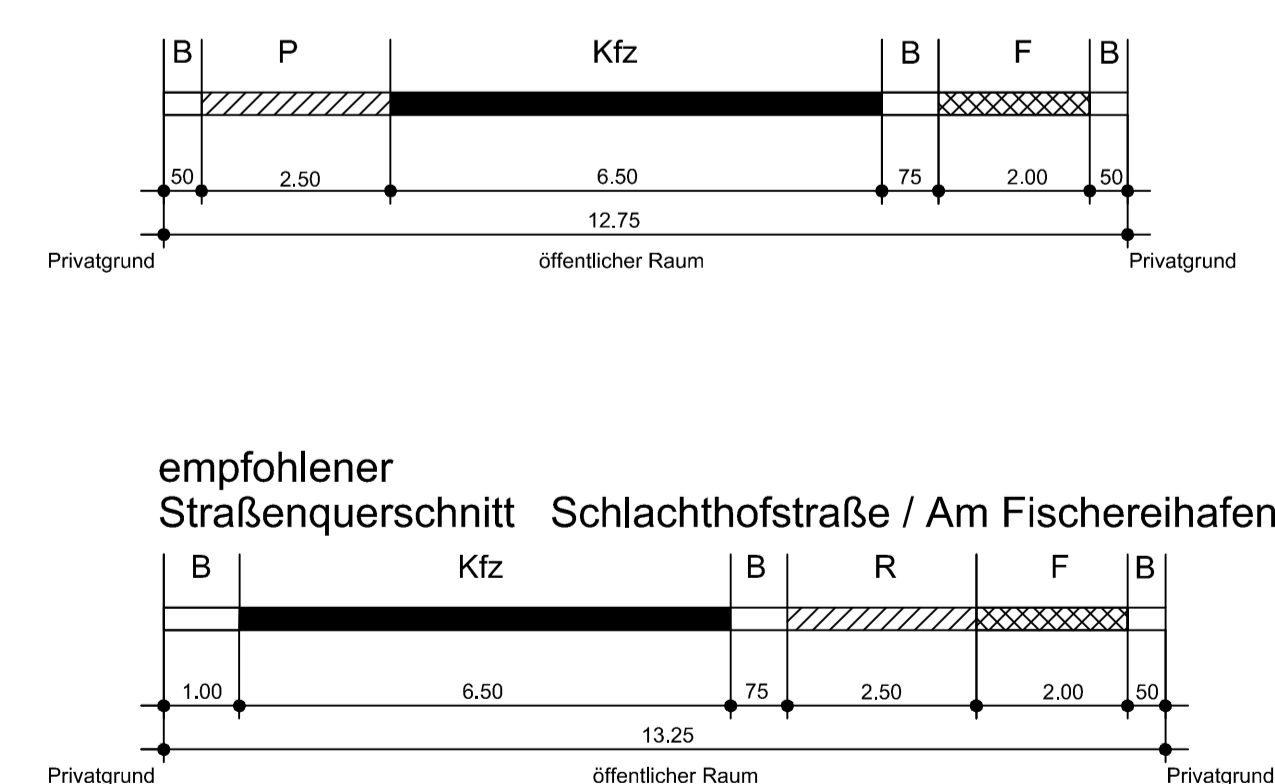 B P Kfz B F B
50 2.50 6.50 75 2.00 50
12.75
Privatgrund öffentlicher Raum Privatgrund
empfohlener
Straßenquerschnitt Schlachthofstraße / Am Fischereihafen
B Kfz B R F B
1.00 6.50 75 2.50 2.00 50
13.25
Privatgrund öffentlicher Raum Privatgrund